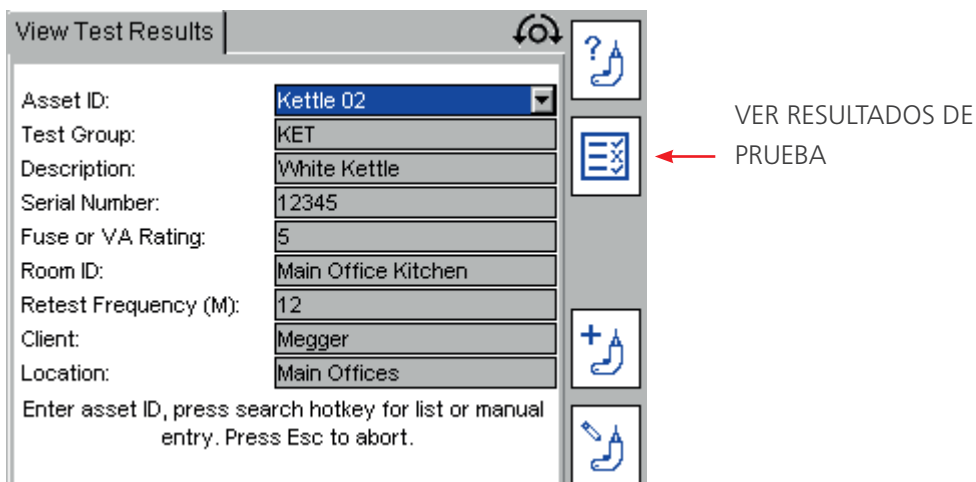 View Test Results
Asset ID: Kettle 02
Test Group: KET
Description: White Kettle
Serial Number: 12345
Fuse or VA Rating: 5
Room ID: Main Office Kitchen
Retest Frequency (M): 12
Client: Megger
Location: Main Offices
Enter asset ID, press search hotkey for list or manual
entry. Press Esc to abort.
?
+
VER RESULTADOS DE
PRUEBA